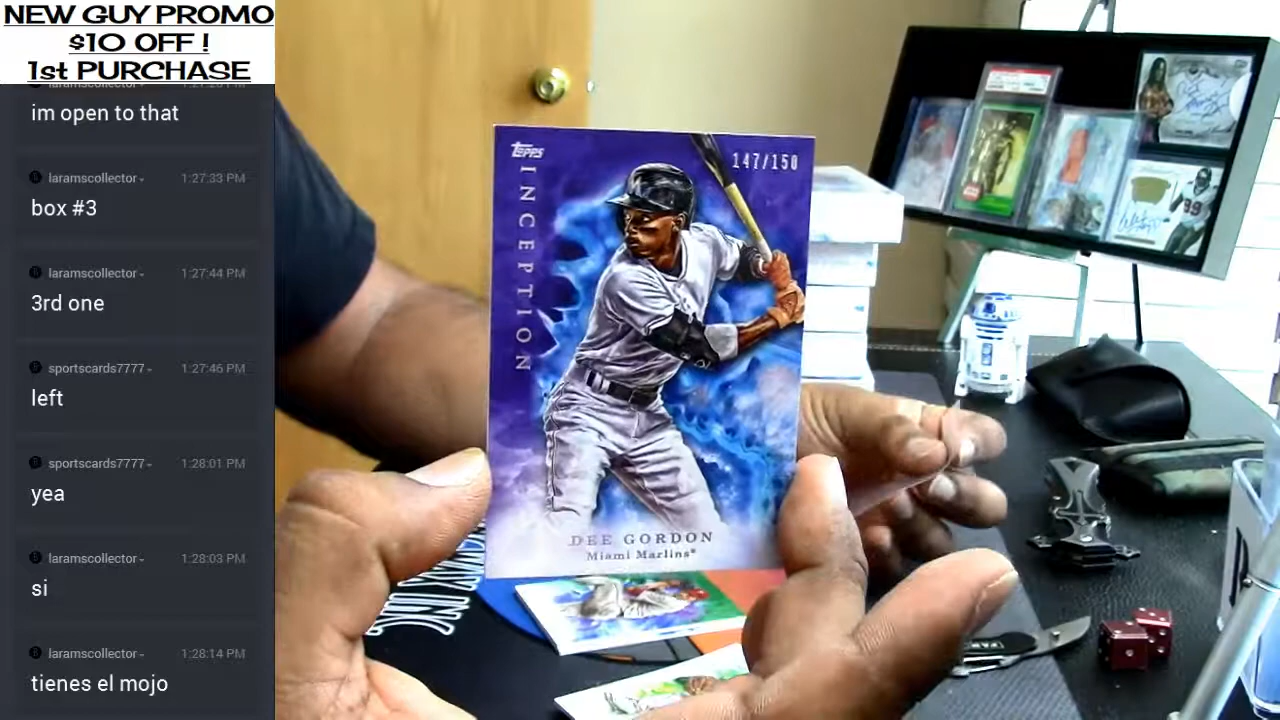 NEW GUY PROMO
$10 OFF !
1st PURCHASE
im open to that
laramscollector
1:27:33 PM
box #3
laramscollector
1:27:44 PM
3rd one
sportscards7777
1:27:46 PM
left
sportscards7777
1:28:01 PM
yea
laramscollector
1:28:03 PM
si
laramscollector
1:28:14 PM
tienes el mojo
TOPPS
INCEPTION
147/150
DEE GORDON
Miami Marlins®